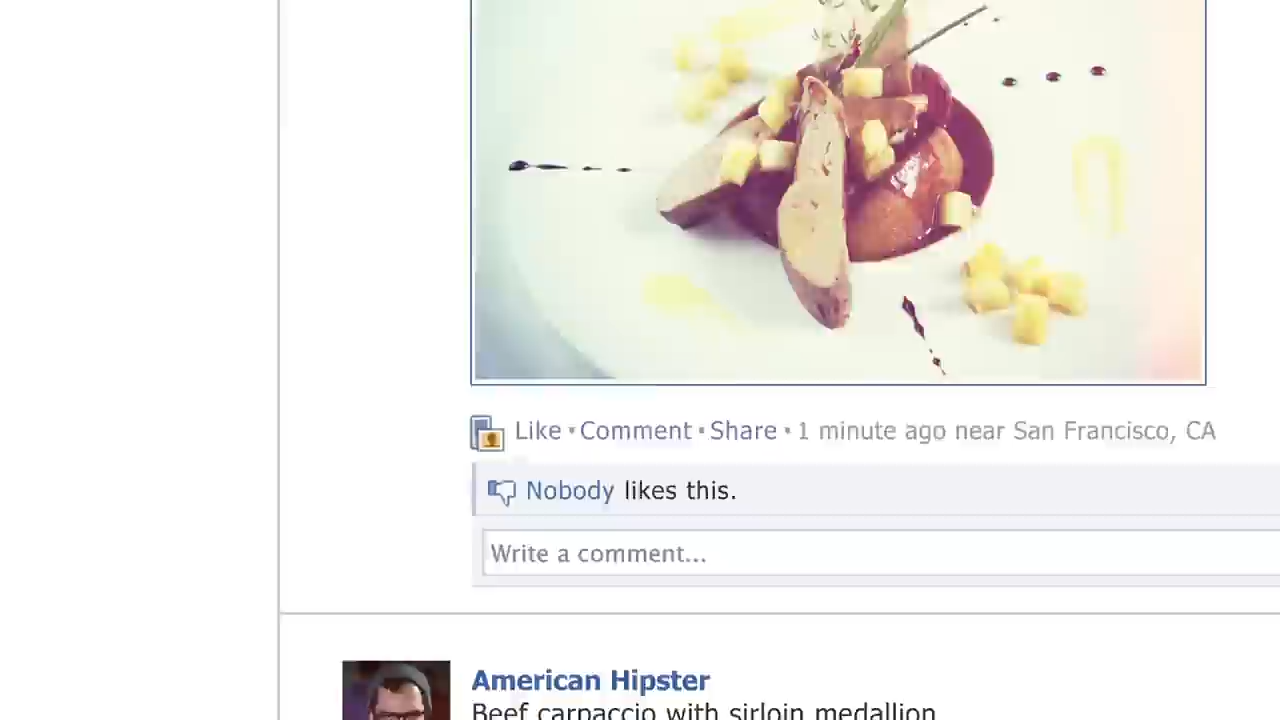 Like · Comment · Share · 1 minute ago near San Francisco, CA
Nobody likes this.
Write a comment...
American Hipster
Beef carpaccio with sirloin medallion